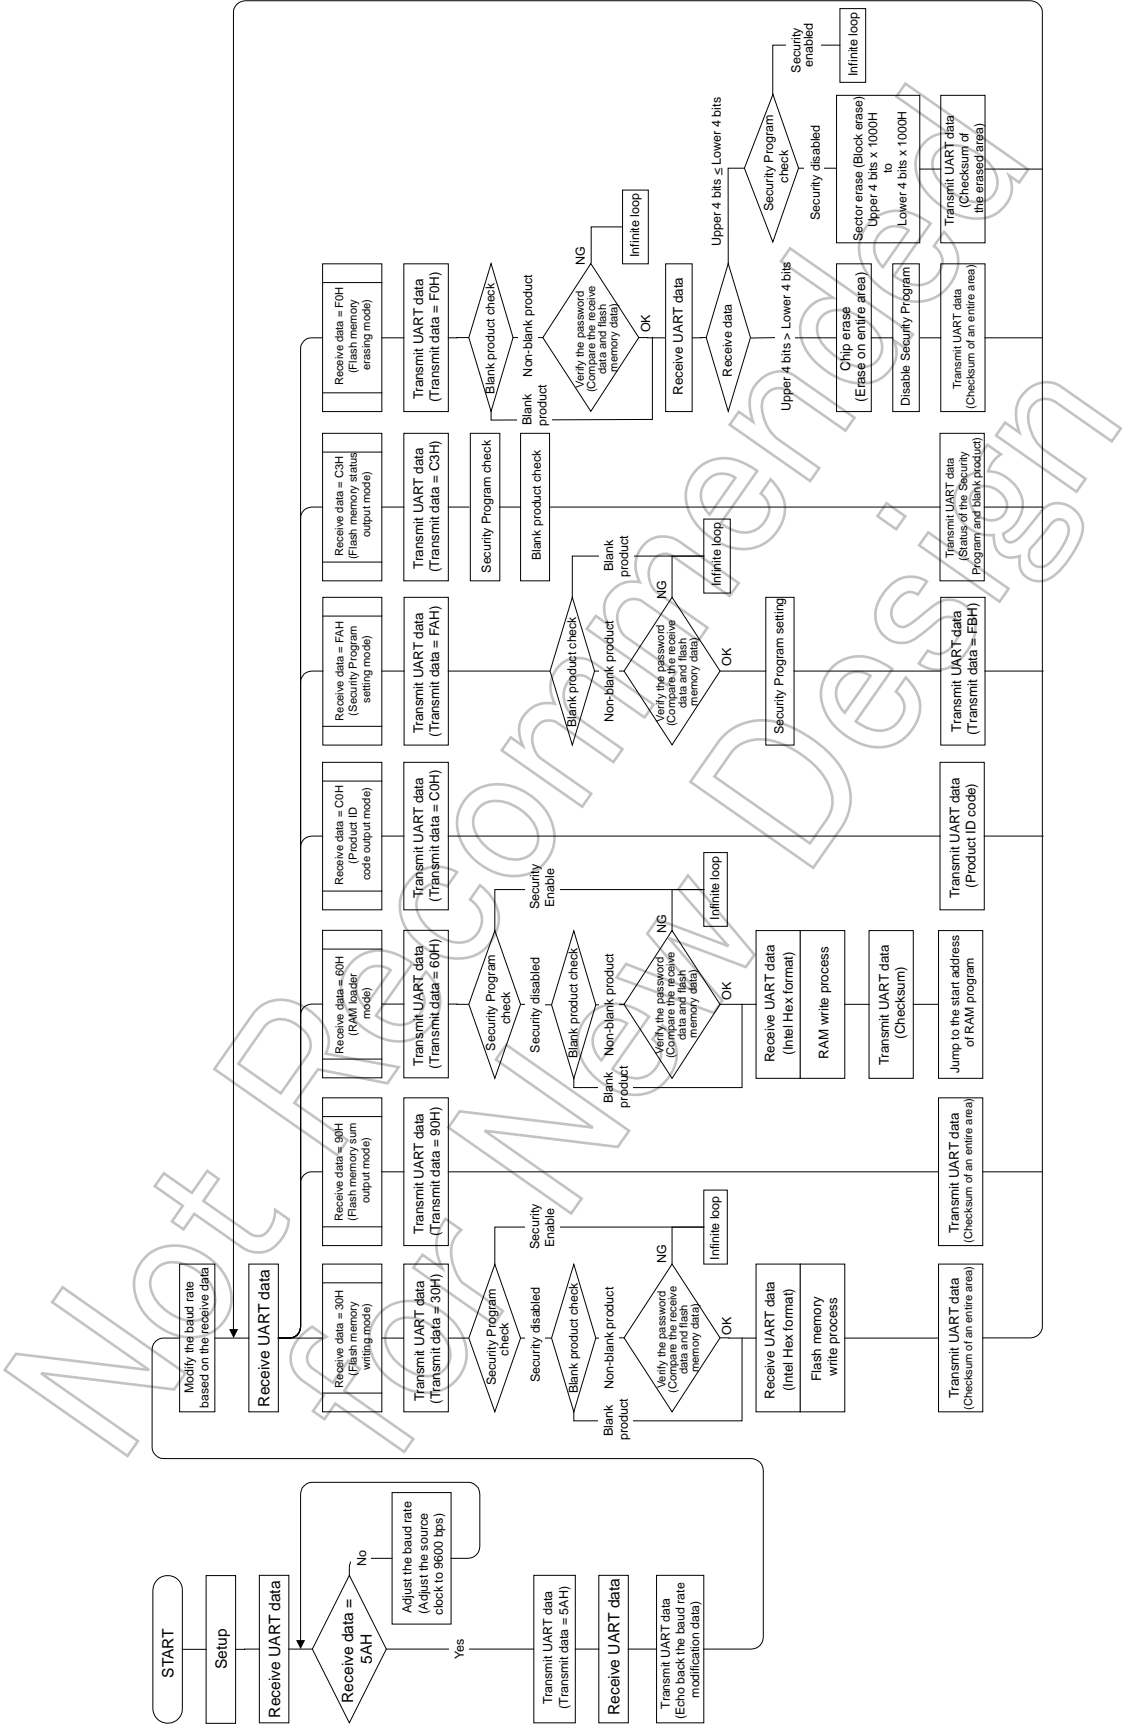 START
Setup
Receive UART data
Receive data =
5AH
No
Adjust the baud rate
(Adjust the source
clock to 9600 bps)
Yes
Transmit UART data
(Transmit data = 5AH)
Receive UART data
Transmit UART data
(Echo back the baud rate
modification data)
Modify the baud rate
based on the receive data
Receive UART data
Receive data = 30H
(Flash memory
writing mode)
Transmit UART data
(Transmit data = 30H)
Security Program
check
Security
Enable
Security disabled
Blank product check
Blank
product
Non-blank product
Verify the password
(Compare the receive
data and flash
memory data)
NG
Infinite loop
OK
Receive UART data
(Intel Hex format)
Flash memory
write process
Transmit UART data
(Checksum of an entire area)
Receive data = 90H
(Flash memory sum
output mode)
Transmit UART data
(Transmit data = 90H)
Transmit UART data
(Checksum of an entire area)
Receive data = 60H
(RAM loader
mode)
Transmit UART data
(Transmit data = 60H)
Security Program
check
Security
Enable
Security disabled
Blank product check
Blank
product
Non-blank product
Verify the password
(Compare the receive
data and flash
memory data)
NG
Infinite loop
OK
Receive UART data
(Intel Hex format)
RAM write process
Transmit UART data
(Checksum)
Jump to the start address
of RAM program
Receive data = C0H
(Product ID
code output mode)
Transmit UART data
(Transmit data = C0H)
Transmit UART data
(Product ID code)
Receive data = FAH
(Security Program
setting mode)
Transmit UART data
(Transmit data = FAH)
Blank product check
Blank
product
Non-blank product
Verify the password
(Compare the receive
data and flash
memory data)
NG
Infinite loop
OK
Security Program setting
Transmit UART data
(Transmit data = FBH)
Receive data = C3H
(Flash memory status
output mode)
Transmit UART data
(Transmit data = C3H)
Security Program check
Blank product check
Transmit UART data
(Status of the Security
Program and blank product)
Receive data = F0H
(Flash memory
erasing mode)
Transmit UART data
(Transmit data = F0H)
Blank product check
Blank
product
Non-blank product
Verify the password
(Compare the receive
data and flash
memory data)
NG
Infinite loop
OK
Receive UART data
Receive data
Upper 4 bits > Lower 4 bits
Chip erase
(Erase on entire area)
Disable Security Program
Transmit UART data
(Checksum of an entire area)
Upper 4 bits ≤ Lower 4 bits
Security Program
check
Security
enabled
Infinite loop
Security disabled
Sector erase (Block erase)
Upper 4 bits x 1000H
to
Lower 4 bits x 1000H
Transmit UART data
(Checksum of
the erased area)
Not Recommended
for New Design